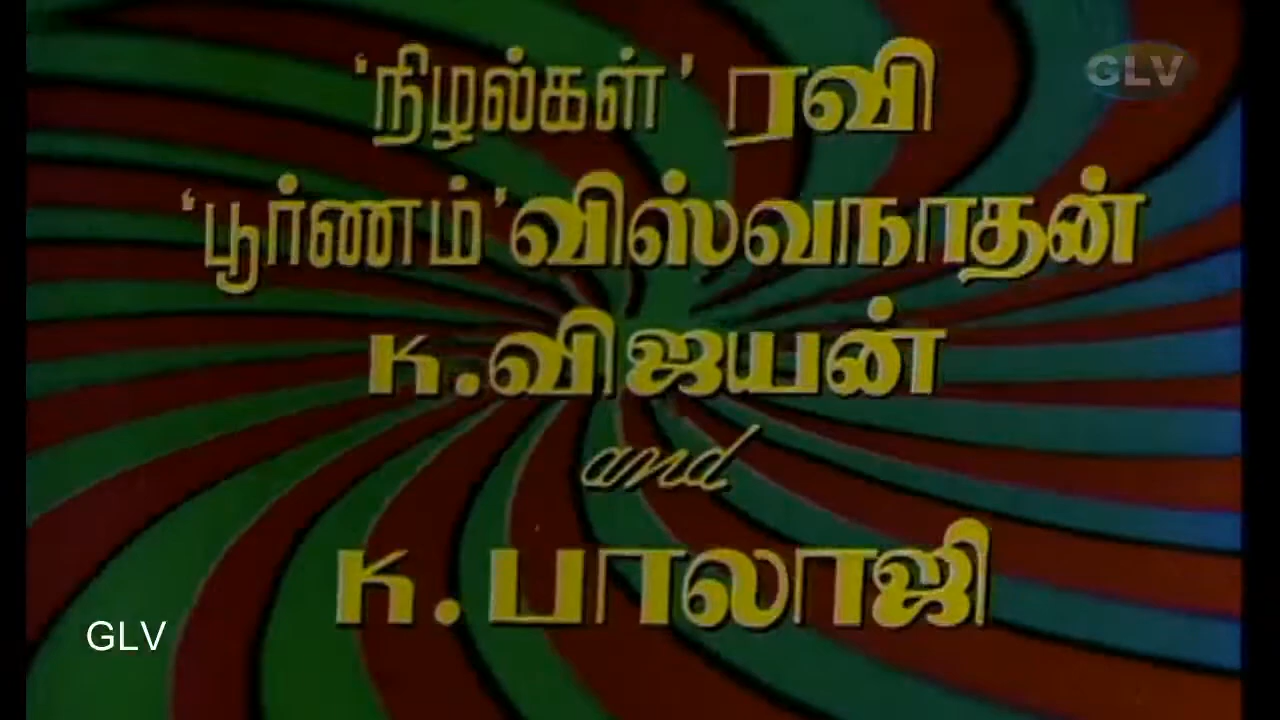 'நிழல்கள்' ரவி
GLV
'பூர்ணம்' விஸ்வநாதன்
K.விஜயன்
and
K.பாலாஜி
GLV